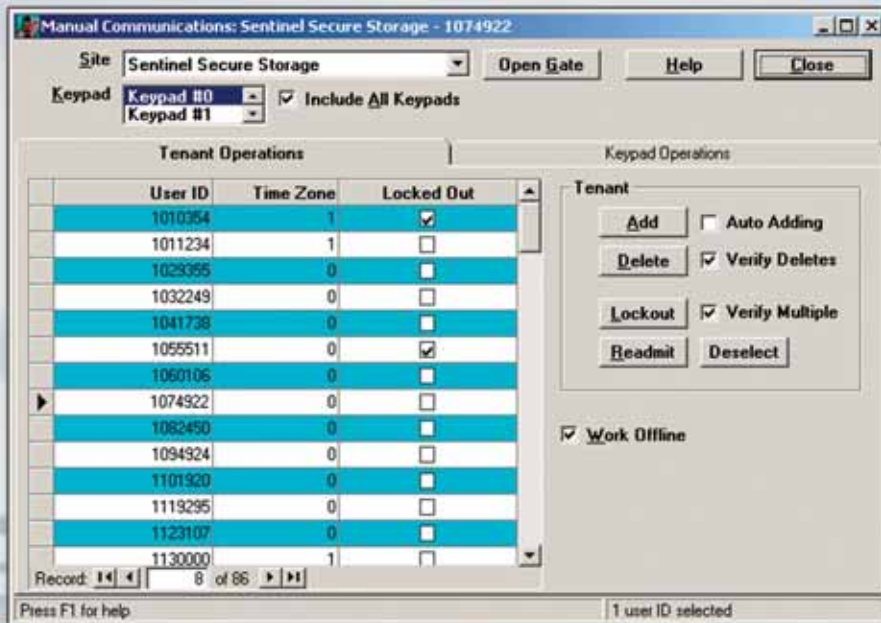 Manual Communications: Sentinel Secure Storage - 1074922
Site Sentinel Secure Storage Open Gate Help Close
Keypad Keypad #0 Include All Keypads
Keypad #1
Tenant Operations Keypad Operations
User ID Time Zone Locked Out
1010354 1
1011234 1
1029355 0
1032249 0
1041738 0
1055511 0
1060106 0
1074922 0
1082450 0
1094924 0
1101920 0
1119295 0
1123107 0
1130000 1
Record: 8 of 86
Tenant
Add Auto Adding
Delete Verify Deletes
Lockout Verify Multiple
Readmit Deselect
Work Offline
Press F1 for help 1 user ID selected